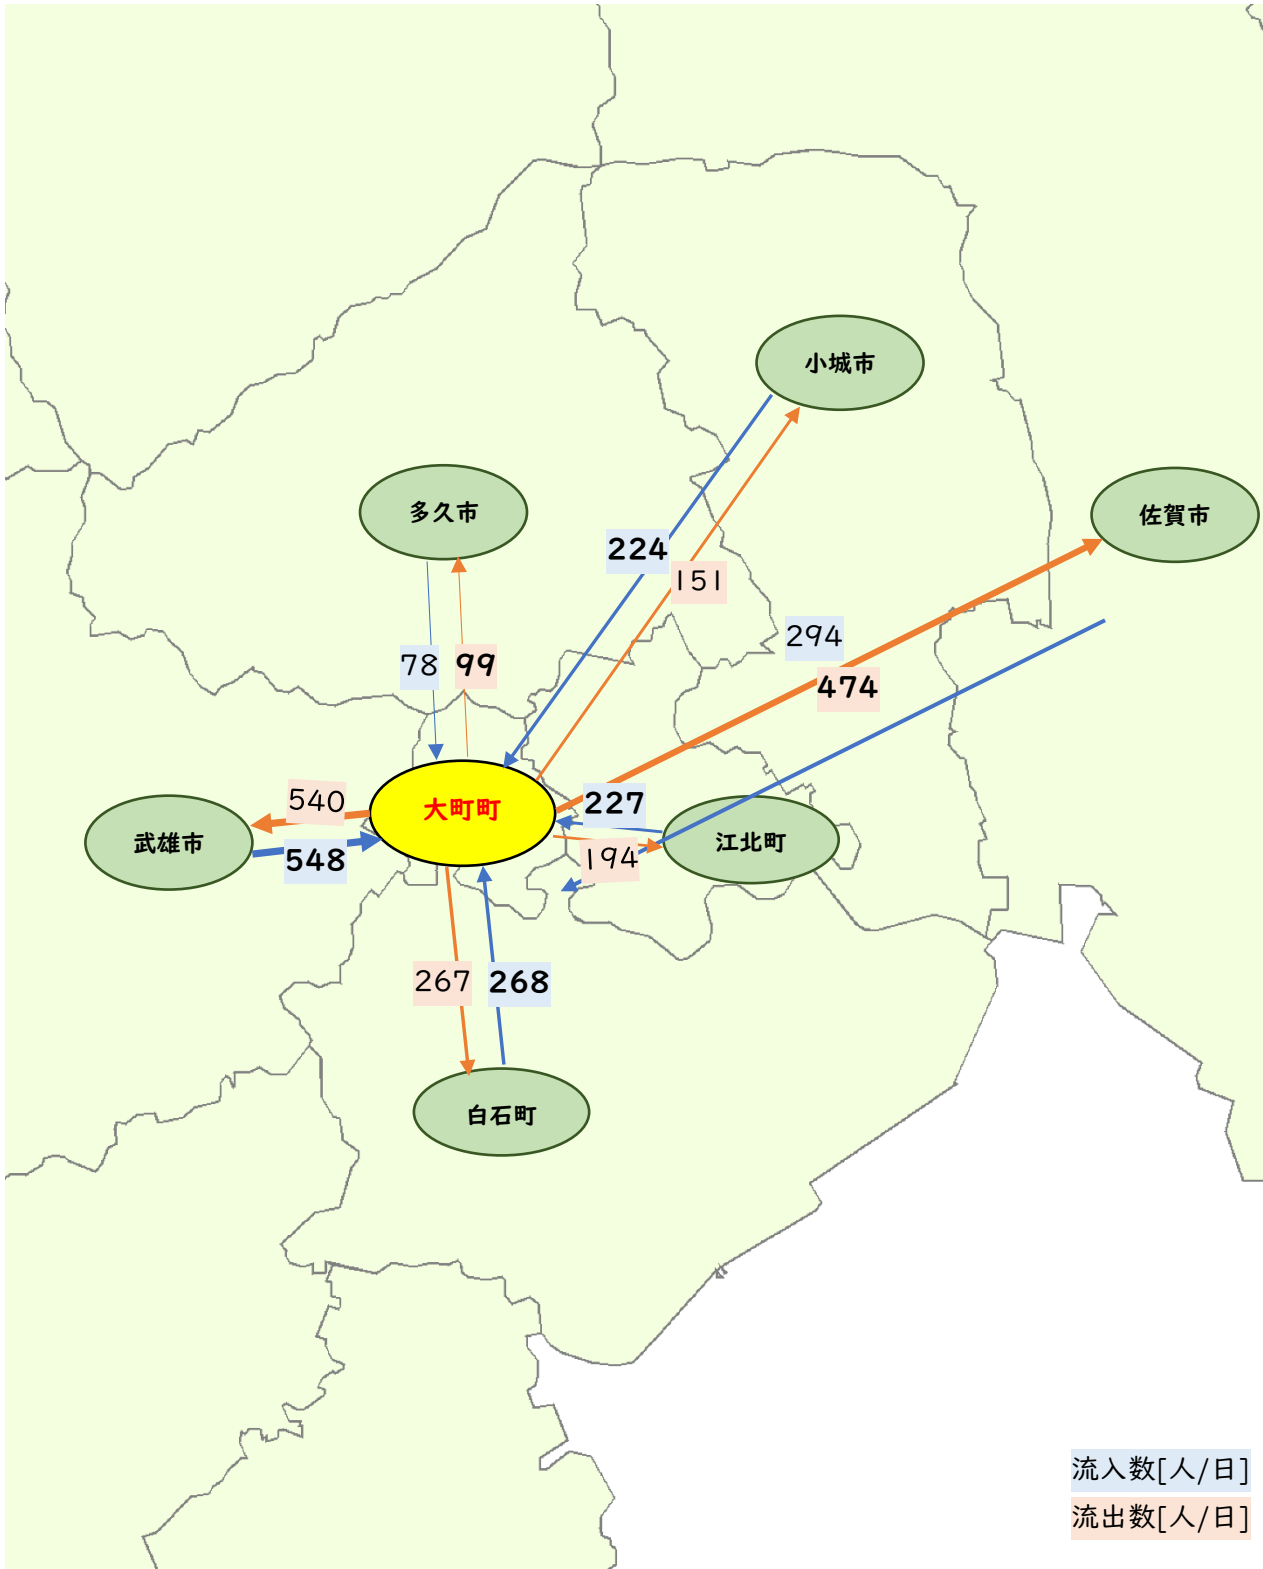 小城市
多久市
佐賀市
224
151
294
78
99
474
540
大町町
227
武雄市
548
江北町
194
267
268
白石町
流入数[人/日]
流出数[人/日]